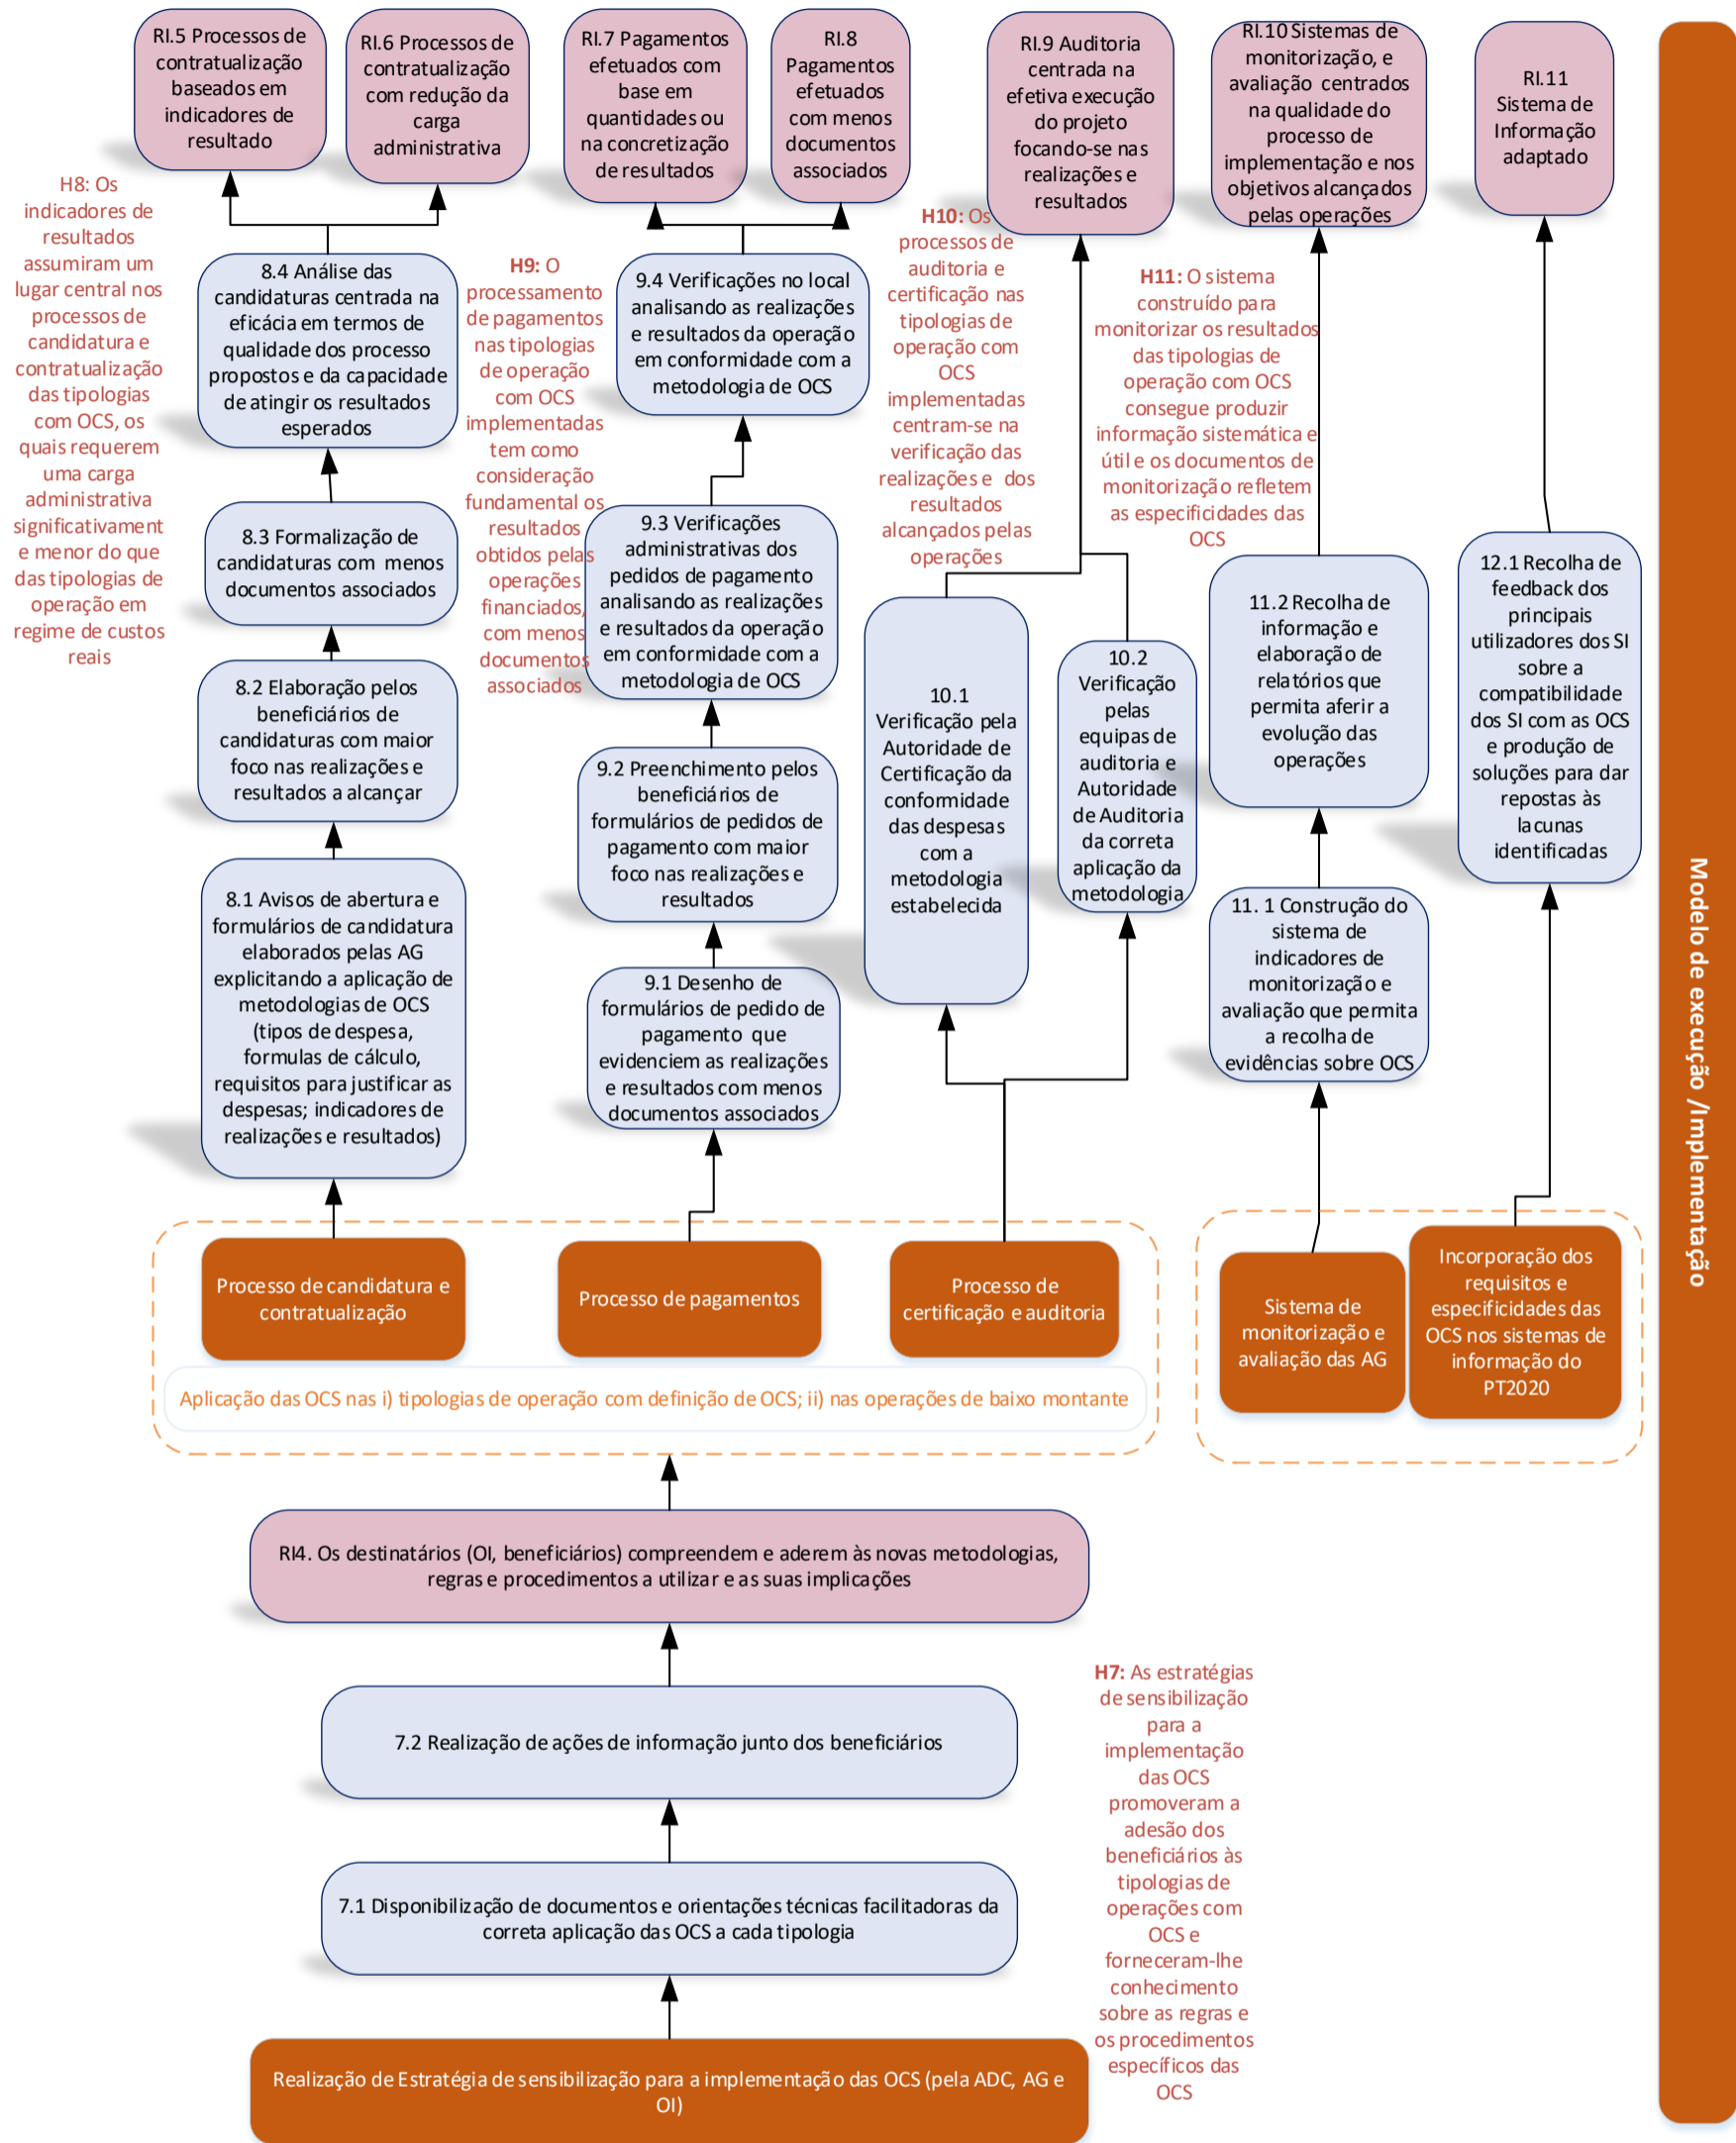 RI.5 Processos de
contratualização
baseados em
indicadores de
resultado
RI.6 Processos de
contratualização
com redução da
carga
administrativa
RI.7 Pagamentos
efetuados com
base em
quantidades ou
na concretização
de resultados
RI.8
Pagamentos
efetuados
com menos
documentos
associados
RI.9 Auditoria
centrada na
efetiva execução
do projeto
focando-se nas
realizações e
resultados
RI.10 Sistemas de
monitorização, e
avaliação centrados
na qualidade do
processo de
implementação e nos
objetivos alcançados
pelas operações
RI.11
Sistema de
Informação
adaptado
H8: Os
indicadores de
resultados
assumiram um
lugar central nos
processos de
candidatura e
contratualização
das tipologias
com OCS, os
quais requerem
uma carga
administrativa
significativament
e menor do que
das tipologias de
operação em
regime de custos
reais
8.4 Análise das
candidaturas centrada na
eficácia em termos de
qualidade dos processo
propostos e da capacidade
de atingir os resultados
esperados
8.3 Formalização de
candidaturas com menos
documentos associados
8.2 Elaboração pelos
beneficiários de
candidaturas com maior
foco nas realizações e
resultados a alcançar
8.1 Avisos de abertura e
formulários de candidatura
elaborados pelas AG
explicitando a aplicação de
metodologias de OCS
(tipos de despesa,
formulas de cálculo,
requisitos para justificar as
despesas; indicadores de
realizações e resultados)
H9: O
processamento
de pagamentos
nas tipologias
de operação
com OCS
implementadas
tem como
consideração
fundamental os
resultados
obtidos pelas
operações
financiados,
com menos
documentos
associados
9.4 Verificações no local
analisando as realizações
e resultados da operação
em conformidade com a
metodologia de OCS
9.3 Verificações
administrativas dos
pedidos de pagamento
analisando as realizações
e resultados da operação
em conformidade com a
metodologia de OCS
9.2 Preenchimento pelos
beneficiários de
formulários de pedidos de
pagamento com maior
foco nas realizações e
resultados
9.1 Desenho de
formulários de pedido de
pagamento que
evidenciem as realizações
e resultados com menos
documentos associados
H10: Os
processos de
auditoria e
certificação nas
tipologias de
operação com
OCS
implementadas
centram-se na
verificação das
realizações e dos
resultados
alcançados pelas
operações
10.1
Verificação pela
Autoridade de
Certificação da
conformidade
das despesas
com a
metodologia
estabelecida
10.2
Verificação
pelas
equipas de
auditoria e
Autoridade
de Auditoria
da correta
aplicação da
metodologia
H11: O sistema
construído para
monitorizar os resultados
das tipologias de
operação com OCS
consegue produzir
informação sistemática e
útil e os documentos de
monitorização refletem
as especificidades das
OCS
11.2 Recolha de
informação e
elaboração de
relatórios que
permita aferir a
evolução das
operações
11. 1 Construção do
sistema de
indicadores de
monitorização e
avaliação que permita
a recolha de
evidências sobre OCS
12.1 Recolha de
feedback dos
principais
utilizadores dos SI
sobre a
compatibilidade
dos SI com as OCS
e produção de
soluções para dar
repostas às
lacunas
identificadas
Processo de candidatura e
contratualização
Processo de pagamentos
Processo de
certificação e auditoria
Sistema de
monitorização e
avaliação das AG
Incorporação dos
requisitos e
especificidades das
OCS nos sistemas de
informação do
PT2020
Aplicação das OCS nas i) tipologias de operação com definição de OCS; ii) nas operações de baixo montante
RI4. Os destinatários (OI, beneficiários) compreendem e aderem às novas metodologias,
regras e procedimentos a utilizar e as suas implicações
7.2 Realização de ações de informação junto dos beneficiários
7.1 Disponibilização de documentos e orientações técnicas facilitadoras da
correta aplicação das OCS a cada tipologia
Realização de Estratégia de sensibilização para a implementação das OCS (pela ADC, AG e
OI)
H7: As estratégias
de sensibilização
para a
implementação
das OCS
promoveram a
adesão dos
beneficiários às
tipologias de
operações com
OCS e
forneceram-lhe
conhecimento
sobre as regras e
os procedimentos
específicos das
OCS
Modelo de execução /Implementação